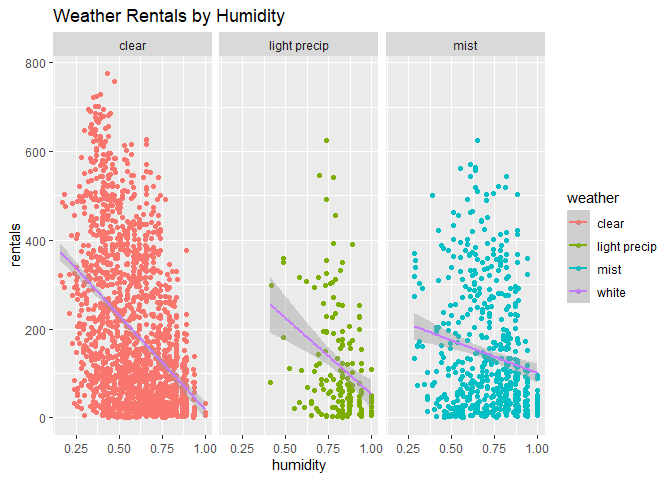 Weather Rentals by Humidity
clear
light precip
mist
800
600
400
200
0
rentals
0.25 0.50 0.75 1.00
0.25 0.50 0.75 1.00
0.25 0.50 0.75 1.00
humidity
weather
clear
light precip
mist
white